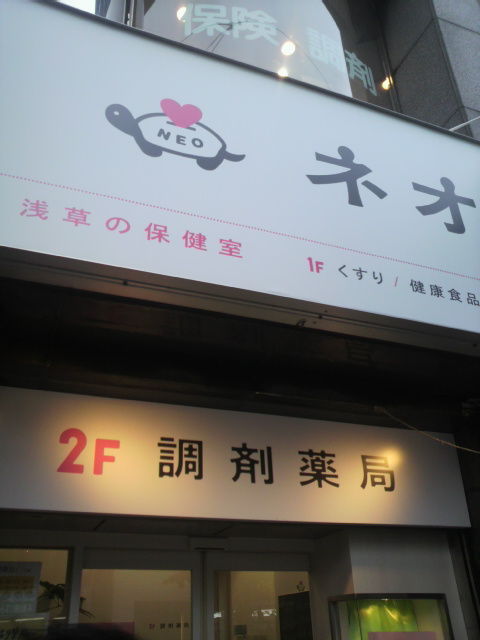 保険 調剤
NEO
ネオ
浅草の保健室
1F くすり / 健康食品
2F 調剤薬局